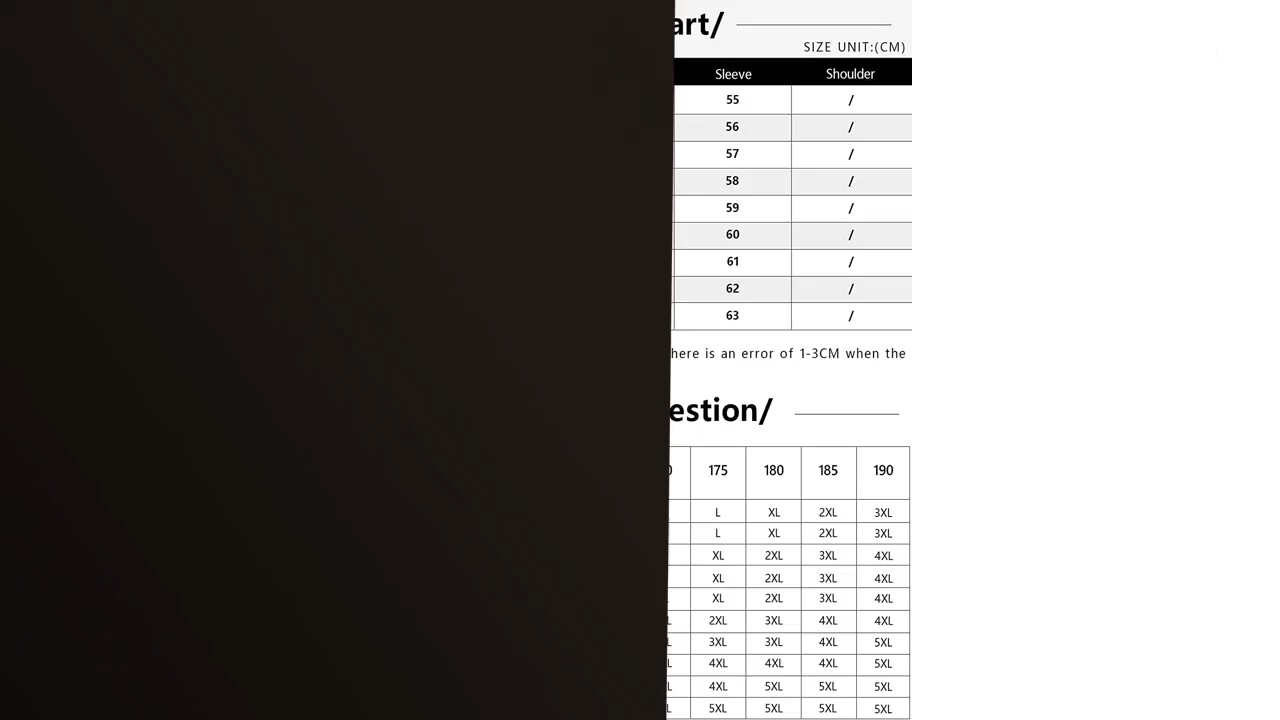 art/
SIZE UNIT:(CM)
Sleeve Shoulder
55 /
56 /
57 /
58 /
59 /
60 /
61 /
62 /
63 /
here is an error of 1-3CM when the
estion/
175 180 185 190
L XL 2XL 3XL
L XL 2XL 3XL
XL 2XL 3XL 4XL
XL 2XL 3XL 4XL
XL 2XL 3XL 4XL
2XL 3XL 4XL 4XL
3XL 3XL 4XL 5XL
4XL 4XL 4XL 5XL
4XL 5XL 5XL 5XL
5XL 5XL 5XL 5XL